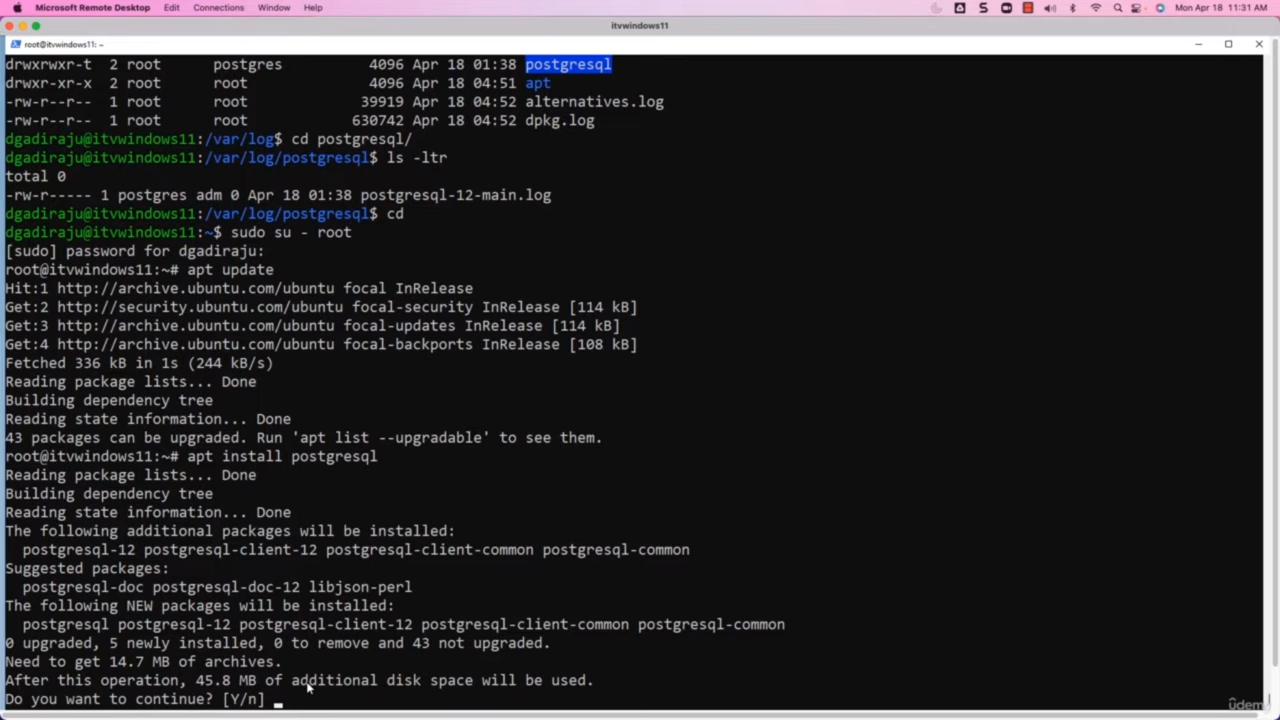 Microsoft Remote Desktop Edit Connections Window Help Mon Apr 18 11:31 AM
itvwindows11
root@itvwindows11: ~
drwxrwxr-t 2 root postgres 4096 Apr 18 01:38 postgresql
drwxr-xr-x 2 root root 4096 Apr 18 04:51 apt
-rw-r--r-- 1 root root 39919 Apr 18 04:52 alternatives.log
-rw-r--r-- 1 root root 630742 Apr 18 04:52 dpkg.log
dgadiraju@itvwindows11:/var/log$ cd postgresql/
dgadiraju@itvwindows11:/var/log/postgresql$ ls -ltr
total 0
-rw-r----- 1 postgres adm 0 Apr 18 01:38 postgresql-12-main.log
dgadiraju@itvwindows11:/var/log/postgresql$ cd
dgadiraju@itvwindows11:~$ sudo su - root
[sudo] password for dgadiraju:
root@itvwindows11:~# apt update
Hit:1 http://archive.ubuntu.com/ubuntu focal InRelease
Get:2 http://security.ubuntu.com/ubuntu focal-security InRelease [114 kB]
Get:3 http://archive.ubuntu.com/ubuntu focal-updates InRelease [114 kB]
Get:4 http://archive.ubuntu.com/ubuntu focal-backports InRelease [108 kB]
Fetched 336 kB in 1s (244 kB/s)
Reading package lists... Done
Building dependency tree
Reading state information... Done
43 packages can be upgraded. Run 'apt list --upgradable' to see them.
root@itvwindows11:~# apt install postgresql
Reading package lists... Done
Building dependency tree
Reading state information... Done
The following additional packages will be installed:
postgresql-12 postgresql-client-12 postgresql-client-common postgresql-common
Suggested packages:
postgresql-doc postgresql-doc-12 libjson-perl
The following NEW packages will be installed:
postgresql postgresql-12 postgresql-client-12 postgresql-client-common postgresql-common
0 upgraded, 5 newly installed, 0 to remove and 43 not upgraded.
Need to get 14.7 MB of archives.
After this operation, 45.8 MB of additional disk space will be used.
Do you want to continue? [Y/n]
ûdemy